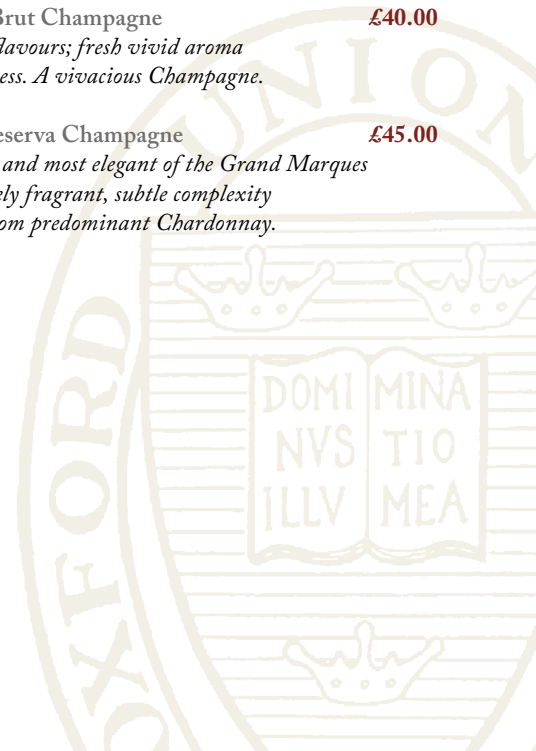 Brut Champagne £40.00
flavours; fresh vivid aroma
ess. A vivacious Champagne.
eserva Champagne £45.00
and most elegant of the Grand Marques
ely fragrant, subtle complexity
om predominant Chardonnay.
OXFORD UNION
DOMI MINA
NVS TIO
ILLV MEA